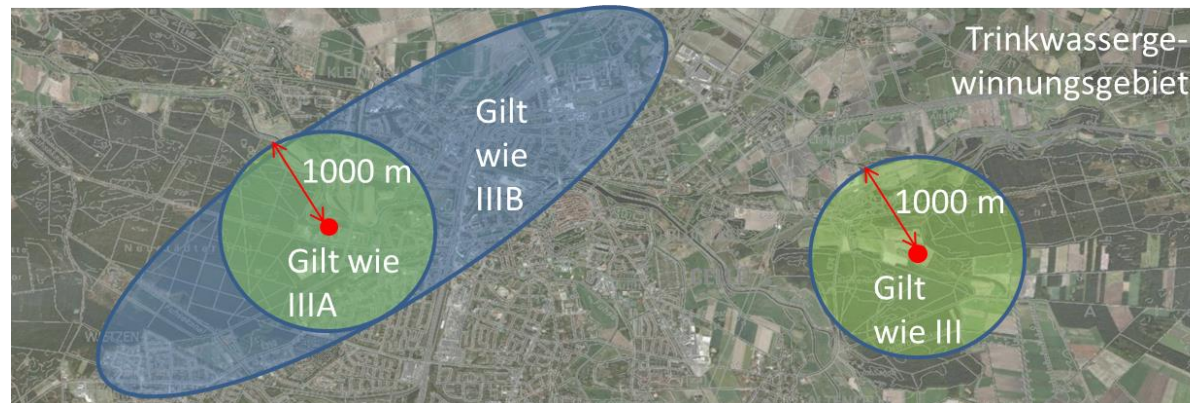 Trinkwasserge-
winnungsgebiet
Gilt
wie
IIIB
1000 m
Gilt wie
IIIA
1000 m
Gilt
wie III